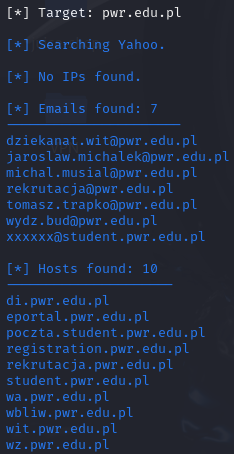 [*] Target: pwr.edu.pl
[*] Searching Yahoo.
[*] No IPs found.
[*] Emails found: 7
----------------------
dziekanat.wit@pwr.edu.pl
jaroslaw.michalek@pwr.edu.pl
michal.musial@pwr.edu.pl
rekrutacja@pwr.edu.pl
tomasz.trapko@pwr.edu.pl
wydz.bud@pwr.edu.pl
xxxxxx@student.pwr.edu.pl
[*] Hosts found: 10
---------------------
di.pwr.edu.pl
eportal.pwr.edu.pl
poczta.student.pwr.edu.pl
registration.pwr.edu.pl
rekrutacja.pwr.edu.pl
student.pwr.edu.pl
wa.pwr.edu.pl
wbliw.pwr.edu.pl
wit.pwr.edu.pl
wz.pwr.edu.pl